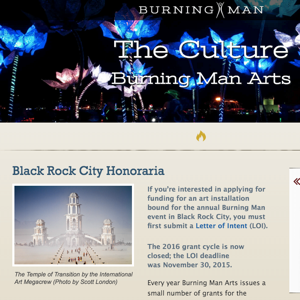 BURNING MAN
The Culture
Burning Man Arts
Black Rock City Honoraria
The Temple of Transition by the International
Art Megacrew (Photo by Scott London)
If you're interested in applying for
funding for an art installation
bound for the annual Burning Man
event in Black Rock City, you must
first submit a Letter of Intent (LOI).
The 2016 grant cycle is now
closed; the LOI deadline
was November 30, 2015.
Every year Burning Man Arts issues a
small number of grants for the